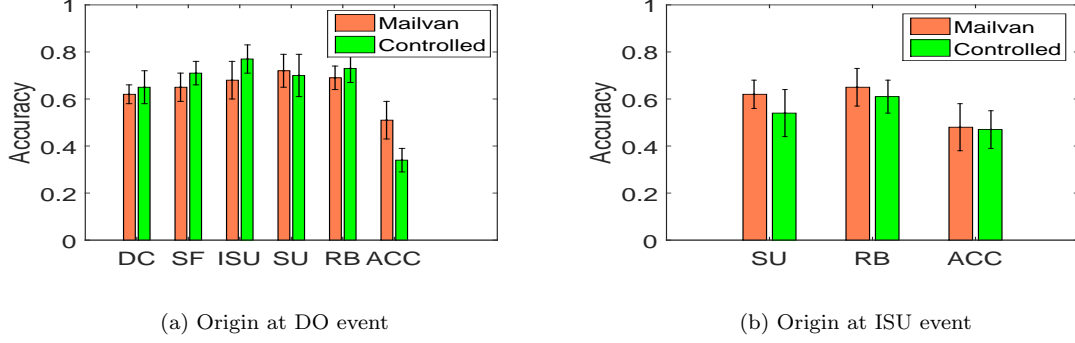 1
0.8
0.6
0.4
0.2
0
Accuracy
Mailvan
Controlled
DC SF ISU SU RB ACC
(a) Origin at DO event
1
0.8
0.6
0.4
0.2
0
Accuracy
Mailvan
Controlled
SU RB ACC
(b) Origin at ISU event